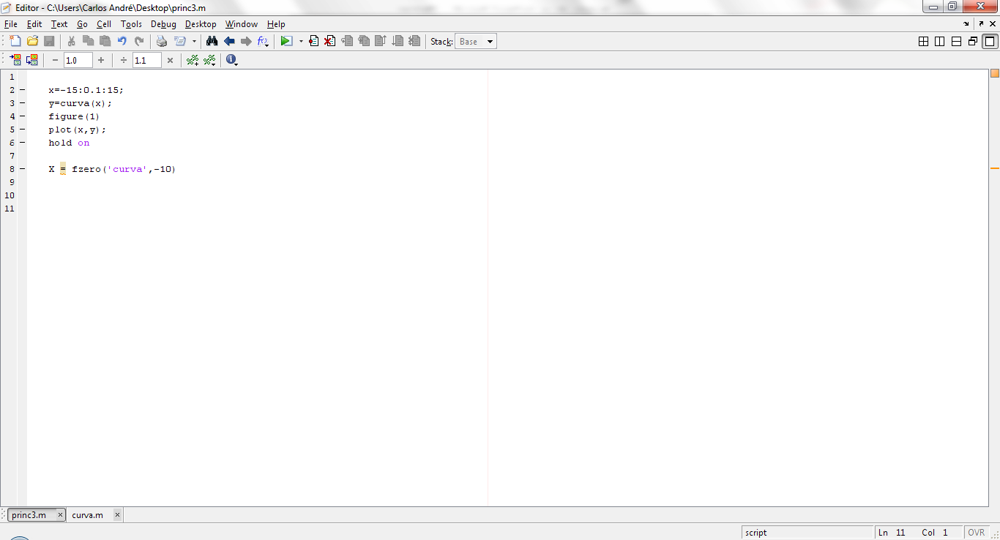 Editor - C:\Users\Carlos André\Desktop\princ3.m
File Edit Text Go Cell Tools Debug Desktop Window Help
Stack: Base
− 1.0 + ÷ 1.1 ×
1
2 − x=-15:0.1:15;
3 − y=curva(x);
4 − figure(1)
5 − plot(x,y);
6 − hold on
7
8 − X = fzero('curva',-10)
9
10
11
princ3.m × curva.m ×
script Ln 11 Col 1 OVR